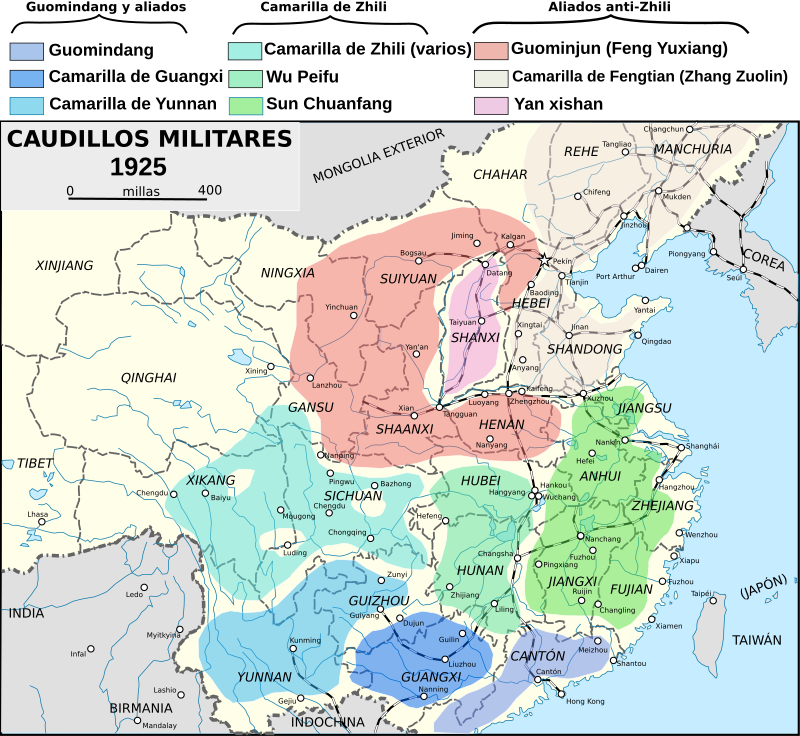 Guomindang y aliados
Camarilla de Zhili
Aliados anti-Zhili
Guomindang
Camarilla de Zhili (varios)
Guominjun (Feng Yuxiang)
Camarilla de Guangxi
Wu Peifu
Camarilla de Fengtian (Zhang Zuolin)
Camarilla de Yunnan
Sun Chuanfang
Yan xishan
CAUDILLOS MILITARES
1925
0 millas 400
MONGOLIA EXTERIOR
Changchun
Tangliao
REHE
MANCHURIA
CHAHAR
Chifeng
Mukden
Jinzhou
Jiming
Kalgan
Bogsau
Pekín
Piongyang
COREA
XINJIANG
NINGXIA
SUIYUAN
Datang
Tianjin
Port Arthur
Dairen
Seúl
Baoding
HEBEI
Yinchuan
Taiyuan
Xingtai
Jinan
Yantai
SHANXI
SHANDONG
Qingdao
Yan'an
Anyang
Xining
Lanzhou
QINGHAI
GANSU
Xian
Tangguan
Luoyang
Kaifeng
Zhengzhou
Xuzhou
JIANGSU
SHAANXI
HENAN
Nanyang
Nankín
Shanghái
TIBET
Nanping
Hefei
ANHUI
XIKANG
Pingwu
Bazhong
HUBEI
Hankou
Hangzhou
Chengdu
Baiyu
SICHUAN
Hangyang
Wuchang
ZHEJIANG
Lhasa
Mougong
Chengdu
Hefeng
Chongqing
Nanchang
Wenzhou
Luding
Changsha
Fuzhou
Xiapu
Pingxiang
HUNAN
Zunyi
JIANGXI
FUJIAN
Fuzhou
Ledo
Zhijiang
Ruijin
(JAPÓN)
INDIA
GUIZHOU
Liling
Changling
Taipéi
Guiyang
Dujun
Xiamen
Myitkyina
Guilin
TAIWÁN
Infal
Kunming
CANTÓN
Meizhou
Liuzhou
Shantou
YUNNAN
GUANGXI
Cantón
Lashio
Nanning
Hong Kong
BIRMANIA
Gejiu
Mandalay
INDOCHINA